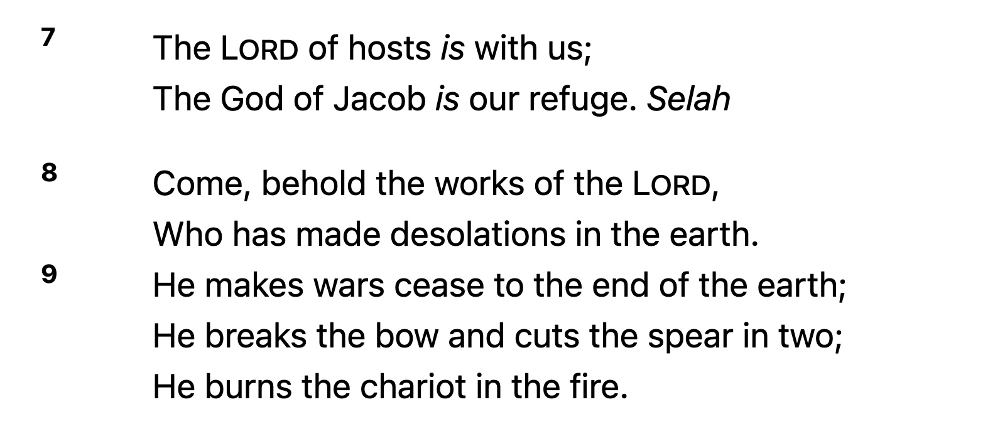 7 The LORD of hosts is with us;
The God of Jacob is our refuge. Selah
8 Come, behold the works of the LORD,
Who has made desolations in the earth.
9 He makes wars cease to the end of the earth;
He breaks the bow and cuts the spear in two;
He burns the chariot in the fire.